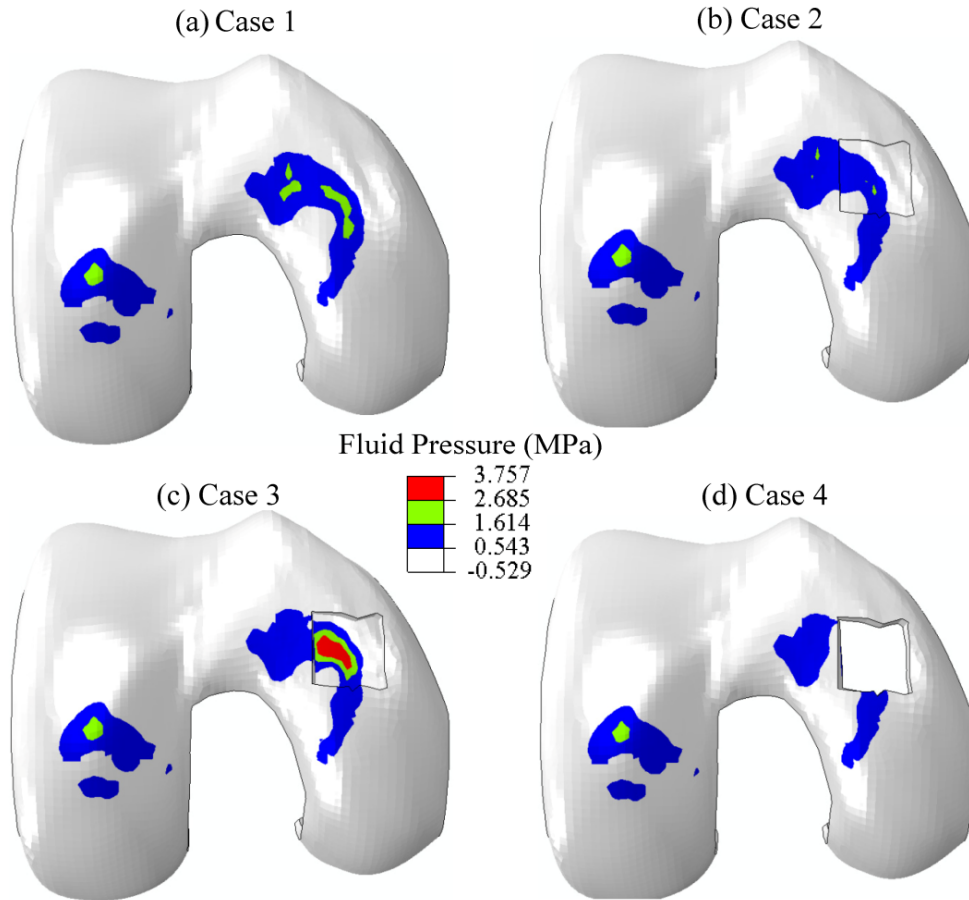 (a) Case 1
(b) Case 2
Fluid Pressure (MPa)
3.757
2.685
1.614
0.543
-0.529
(c) Case 3
(d) Case 4